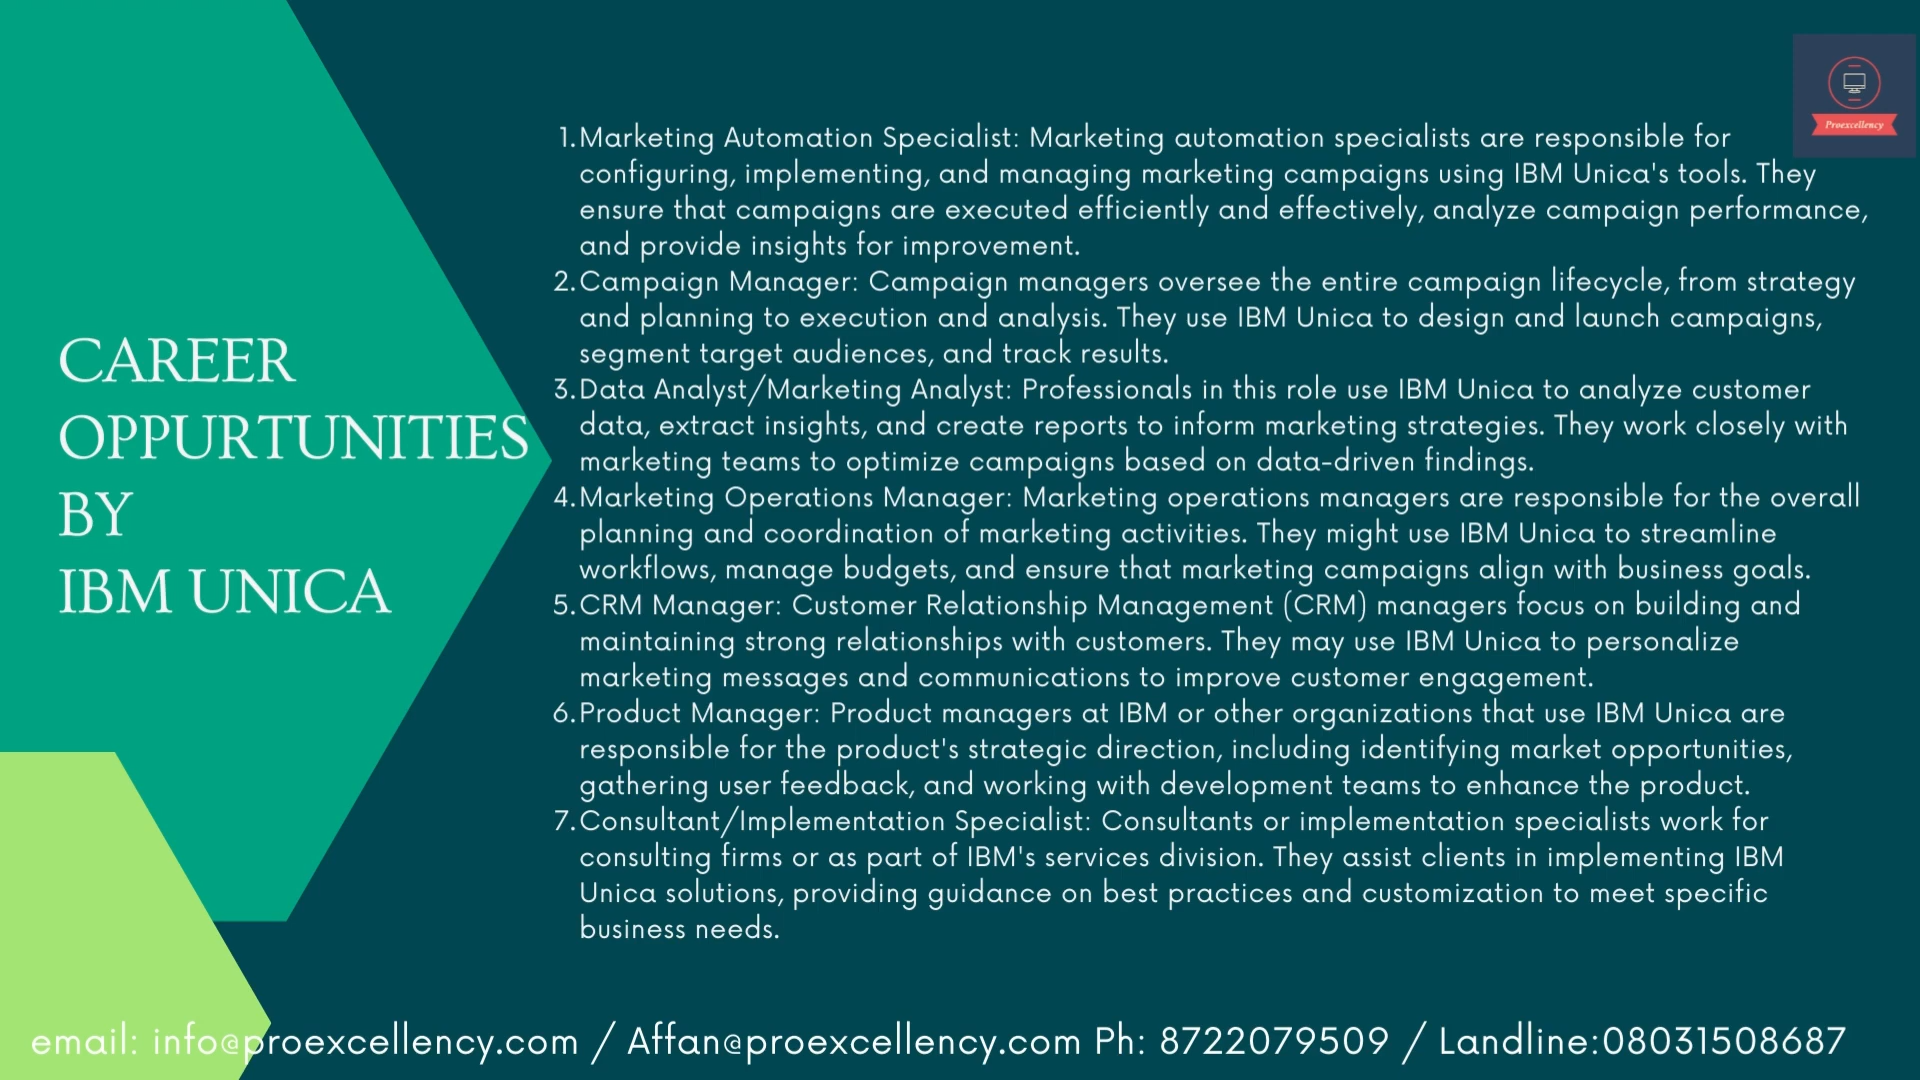 CAREER
OPPURTUNITIES
BY
IBM UNICA
Proexcellency
1. Marketing Automation Specialist: Marketing automation specialists are responsible for
configuring, implementing, and managing marketing campaigns using IBM Unica's tools. They
ensure that campaigns are executed efficiently and effectively, analyze campaign performance,
and provide insights for improvement.
2. Campaign Manager: Campaign managers oversee the entire campaign lifecycle, from strategy
and planning to execution and analysis. They use IBM Unica to design and launch campaigns,
segment target audiences, and track results.
3. Data Analyst/Marketing Analyst: Professionals in this role use IBM Unica to analyze customer
data, extract insights, and create reports to inform marketing strategies. They work closely with
marketing teams to optimize campaigns based on data-driven findings.
4. Marketing Operations Manager: Marketing operations managers are responsible for the overall
planning and coordination of marketing activities. They might use IBM Unica to streamline
workflows, manage budgets, and ensure that marketing campaigns align with business goals.
5. CRM Manager: Customer Relationship Management (CRM) managers focus on building and
maintaining strong relationships with customers. They may use IBM Unica to personalize
marketing messages and communications to improve customer engagement.
6. Product Manager: Product managers at IBM or other organizations that use IBM Unica are
responsible for the product's strategic direction, including identifying market opportunities,
gathering user feedback, and working with development teams to enhance the product.
7. Consultant/Implementation Specialist: Consultants or implementation specialists work for
consulting firms or as part of IBM's services division. They assist clients in implementing IBM
Unica solutions, providing guidance on best practices and customization to meet specific
business needs.
email: info@proexcellency.com / Affan@proexcellency.com Ph: 8722079509 / Landline:08031508687